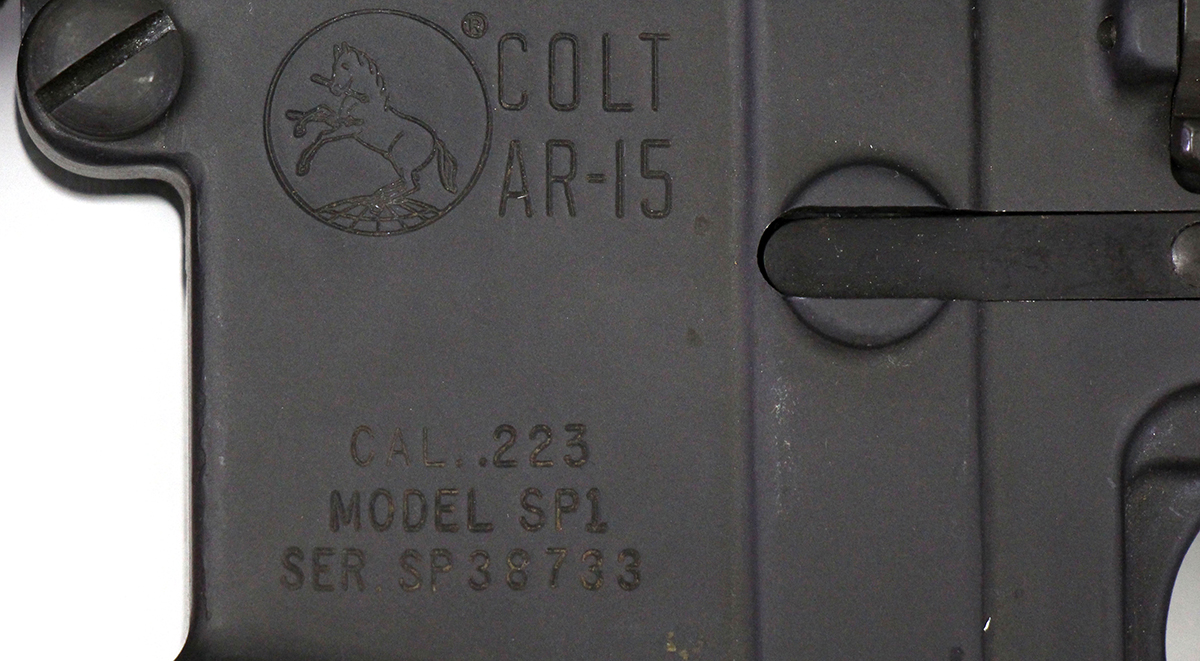 ®
COLT
AR-15
CAL..223
MODEL SP1
SER.SP38733